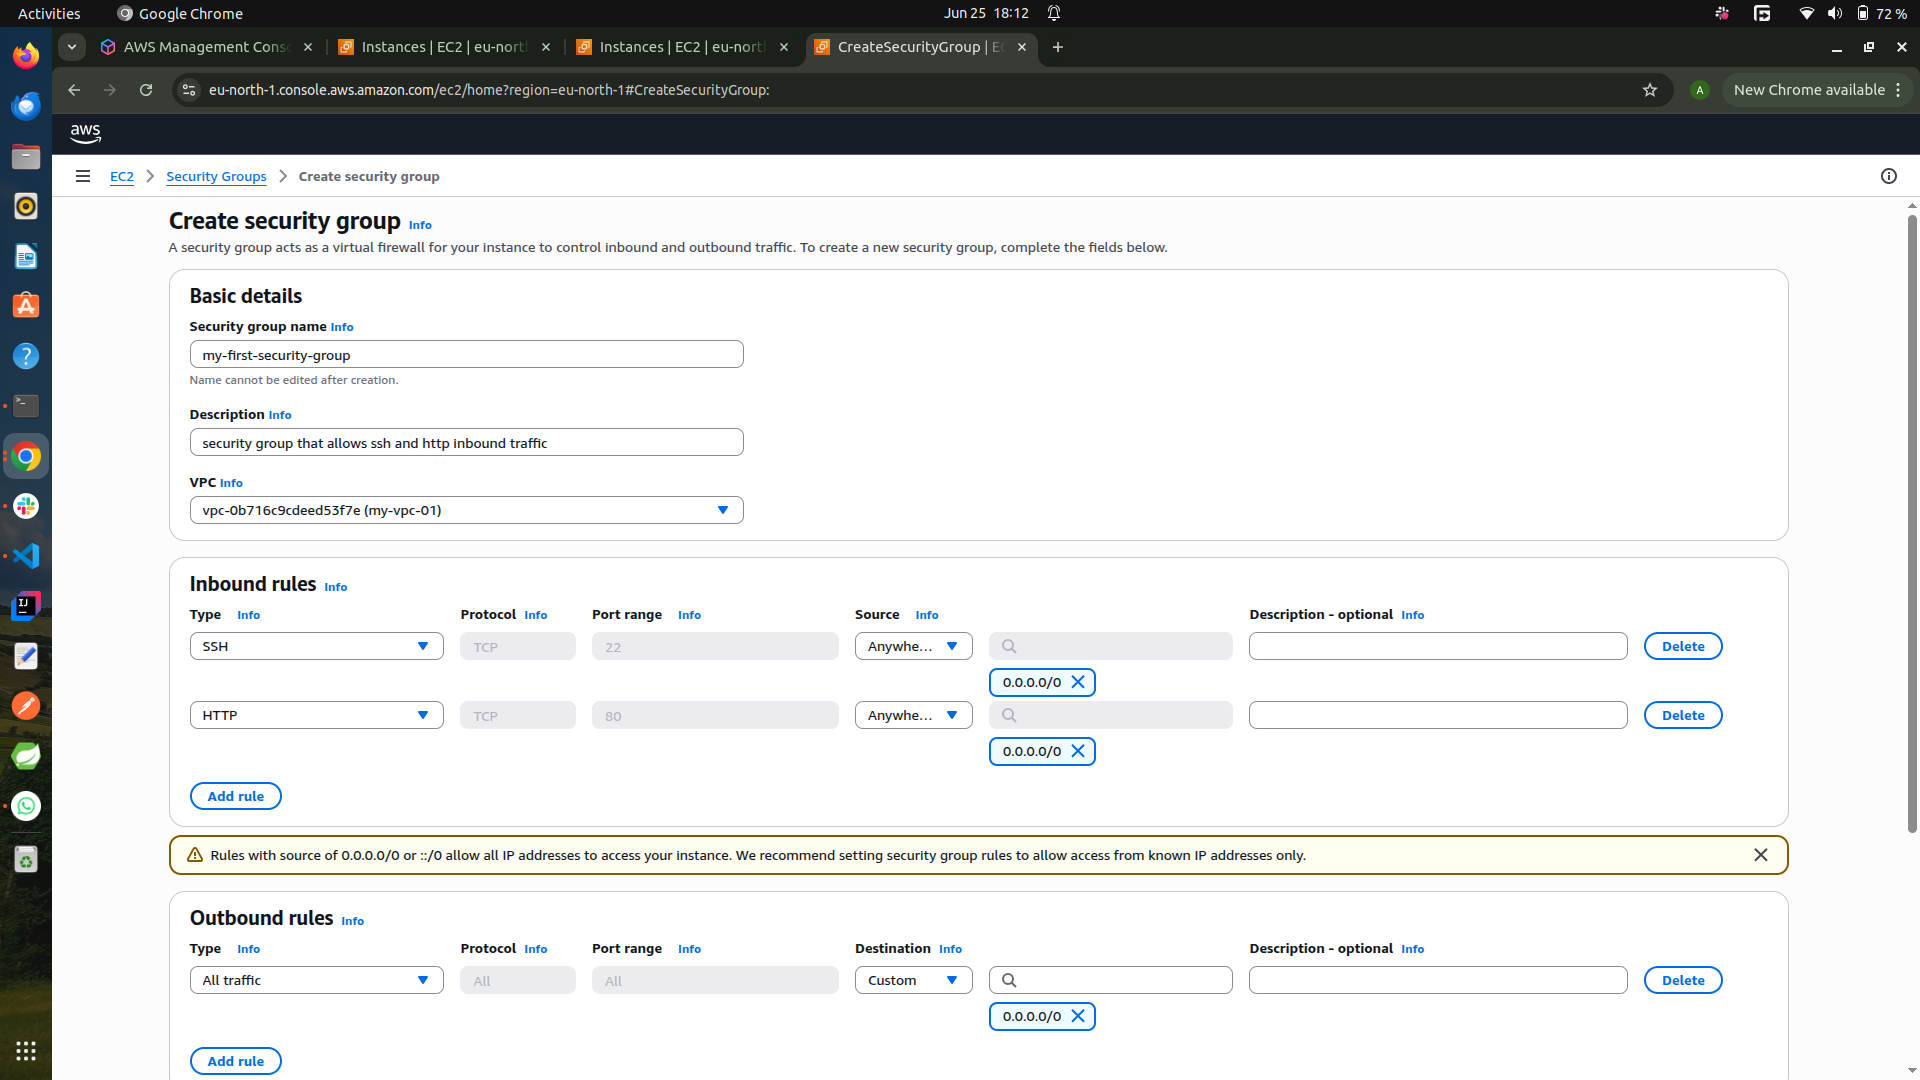 Activities
Google Chrome
Jun 25 18:12
72 %
AWS Management Cons
Instances | EC2 | eu-nort
Instances | EC2 | eu-nort
CreateSecurityGroup | EC
eu-north-1.console.aws.amazon.com/ec2/home?region=eu-north-1#CreateSecurityGroup:
A
New Chrome available
aws
EC2
Security Groups
Create security group
Create security group Info
A security group acts as a virtual firewall for your instance to control inbound and outbound traffic. To create a new security group, complete the fields below.
Basic details
Security group name Info
my-first-security-group
Name cannot be edited after creation.
Description Info
security group that allows ssh and http inbound traffic
VPC Info
vpc-0b716c9cdeed53f7e (my-vpc-01)
Inbound rules Info
Type Info Protocol Info Port range Info Source Info Description - optional Info
SSH TCP 22 Anywhe... Delete
0.0.0.0/0
HTTP TCP 80 Anywhe... Delete
0.0.0.0/0
Add rule
Rules with source of 0.0.0.0/0 or ::/0 allow all IP addresses to access your instance. We recommend setting security group rules to allow access from known IP addresses only.
Outbound rules Info
Type Info Protocol Info Port range Info Destination Info Description - optional Info
All traffic All All Custom Delete
0.0.0.0/0
Add rule